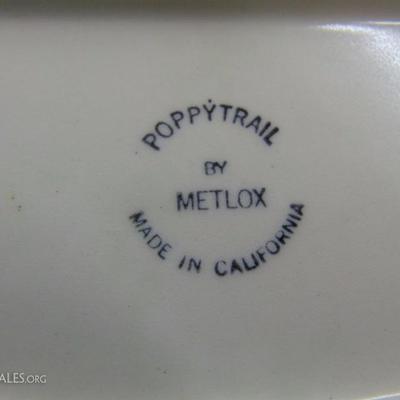 POPPYTRAIL
BY
METLOX
MADE IN CALIFORNIA
ALES.ORG